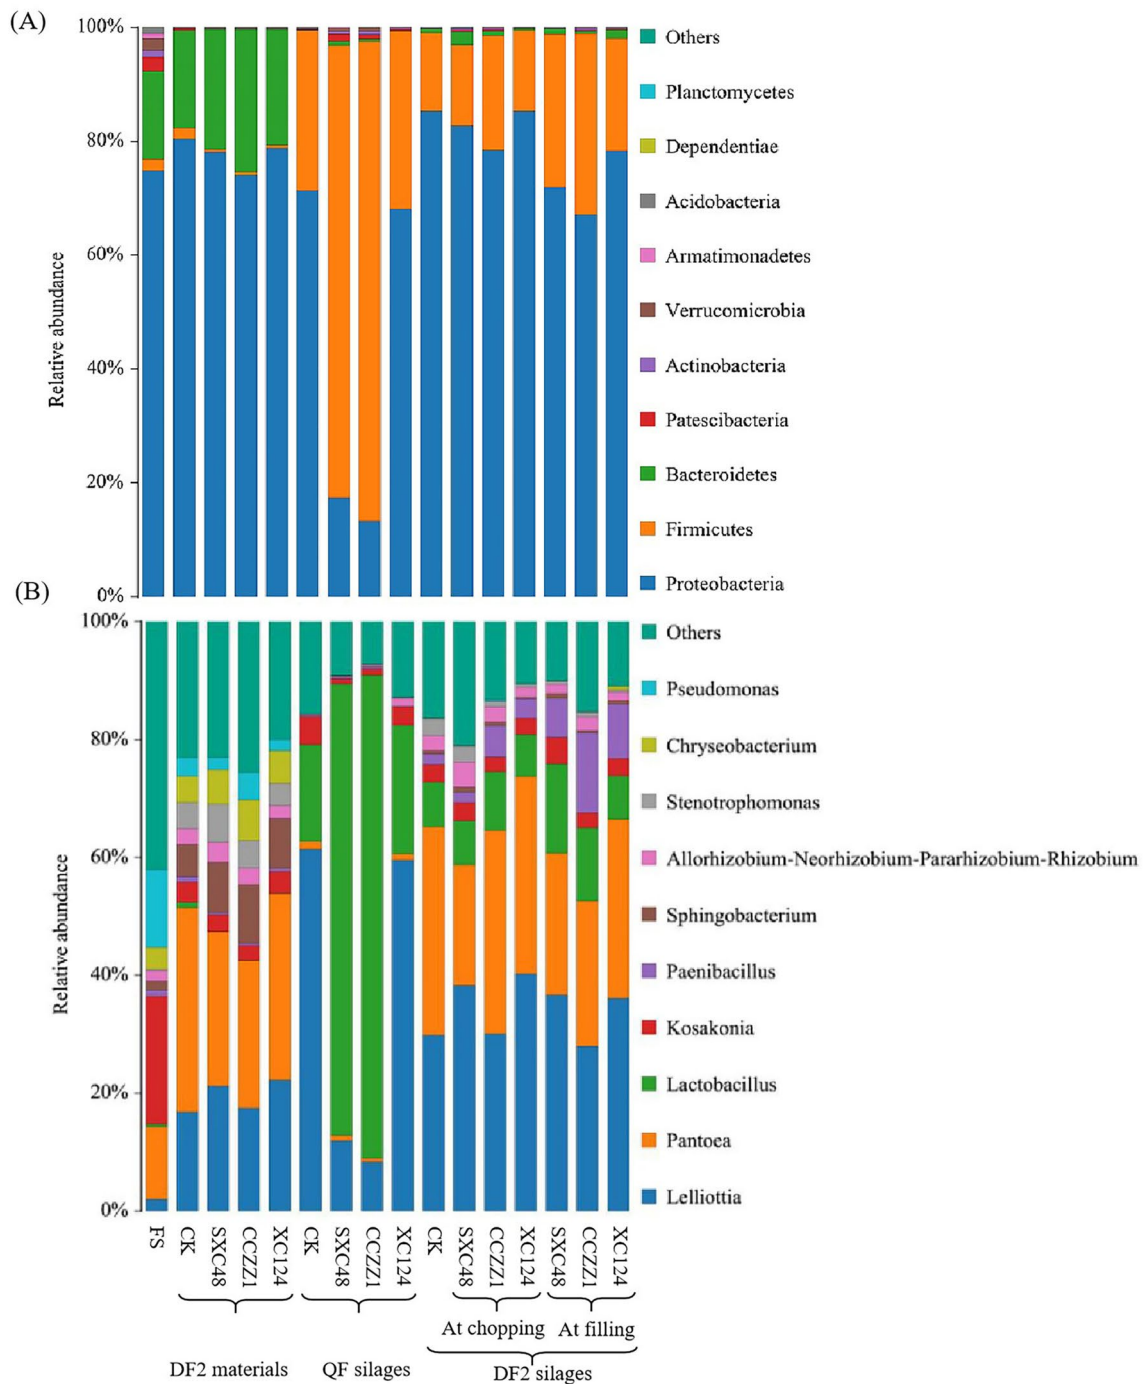 (A)
100%
80%
60%
40%
20%
0%
Relative abundance
Others
Planctomycetes
Dependentiae
Acidobacteria
Armatimonadetes
Verrucomicrobia
Actinobacteria
Patescibacteria
Bacteroidetes
Firmicutes
Proteobacteria
(B)
100%
80%
60%
40%
20%
0%
Relative abundance
Others
Pseudomonas
Chryseobacterium
Stenotrophomonas
Allorhizobium-Neorhizobium-Pararhizobium-Rhizobium
Sphingobacterium
Paenibacillus
Kosakonia
Lactobacillus
Pantoea
Lelliottia
FS
CK
SXC48
CCZZ1
XC124
CK
SXC48
CCZZ1
XC124
CK
SXC48
CCZZ1
XC124
SXC48
CCZZ1
XC124
At chopping At filling
DF2 materials QF silages DF2 silages